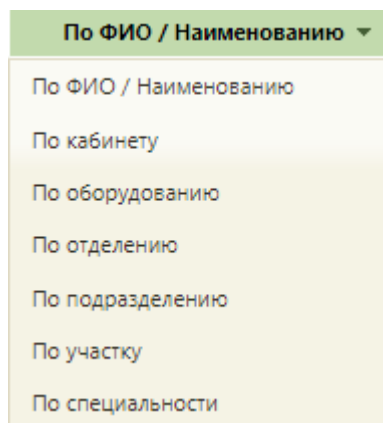 По ФИО / Наименованию
По ФИО / Наименованию
По кабинету
По оборудованию
По отделению
По подразделению
По участку
По специальности